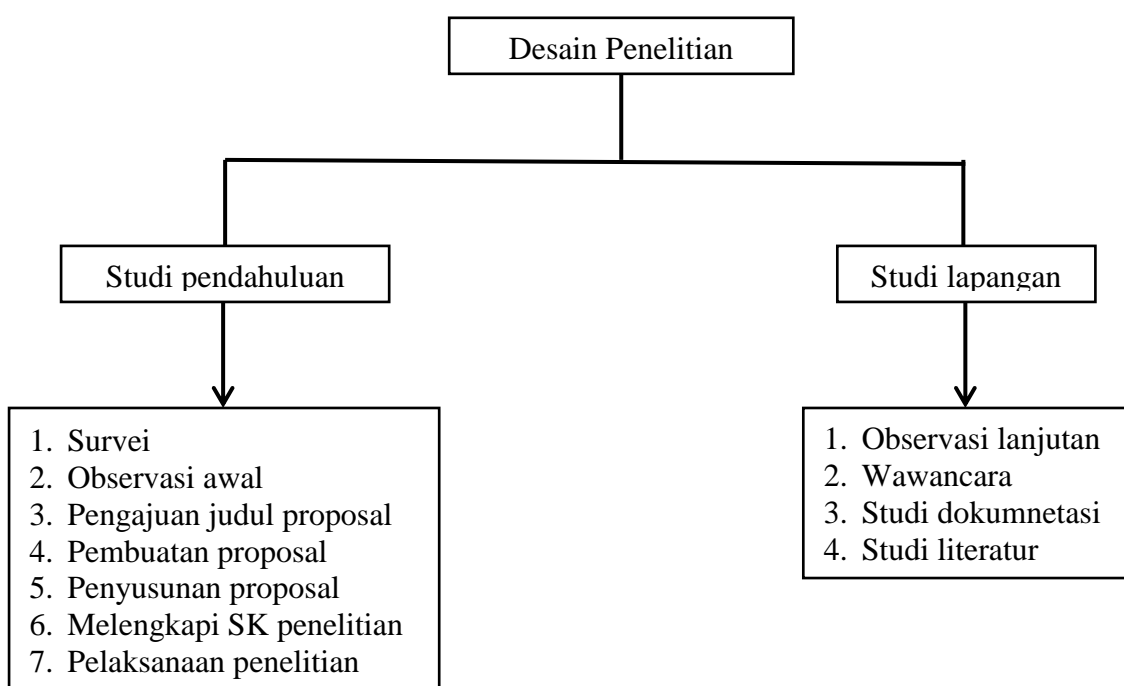 Desain Penelitian
Studi pendahuluan
Studi lapangan
1. Survei
2. Observasi awal
3. Pengajuan judul proposal
4. Pembuatan proposal
5. Penyusunan proposal
6. Melengkapi SK penelitian
7. Pelaksanaan penelitian
1. Observasi lanjutan
2. Wawancara
3. Studi dokumnetasi
4. Studi literatur